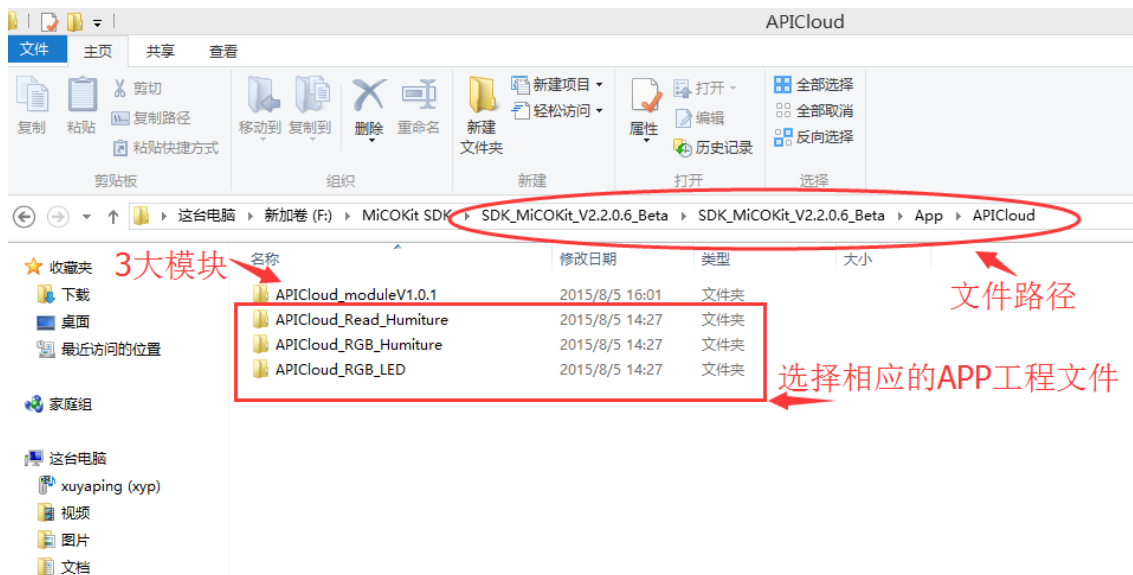 APICloud
文件 主页 共享 查看
复制 粘贴 剪切 复制路径 粘贴快捷方式
移动到 复制到 删除 重命名
新建文件夹 新建项目 轻松访问
属性 打开 编辑 历史记录
全部选择 全部取消 反向选择
剪贴板 组织 新建 打开 选择
这台电脑 新加卷 (F:) MiCOKit SDK SDK_MiCOKit_V2.2.0.6_Beta SDK_MiCOKit_V2.2.0.6_Beta App APICloud
名称 修改日期 类型 大小
3大模块
文件路径
APICloud_moduleV1.0.1 2015/8/5 16:01 文件夹
APICloud_Read_Humiture 2015/8/5 14:27 文件夹
APICloud_RGB_Humiture 2015/8/5 14:27 文件夹
APICloud_RGB_LED 2015/8/5 14:27 文件夹
选择相应的APP工程文件
收藏夹
下载
桌面
最近访问的位置
家庭组
这台电脑
xuyaping (xyp)
视频
图片
文档